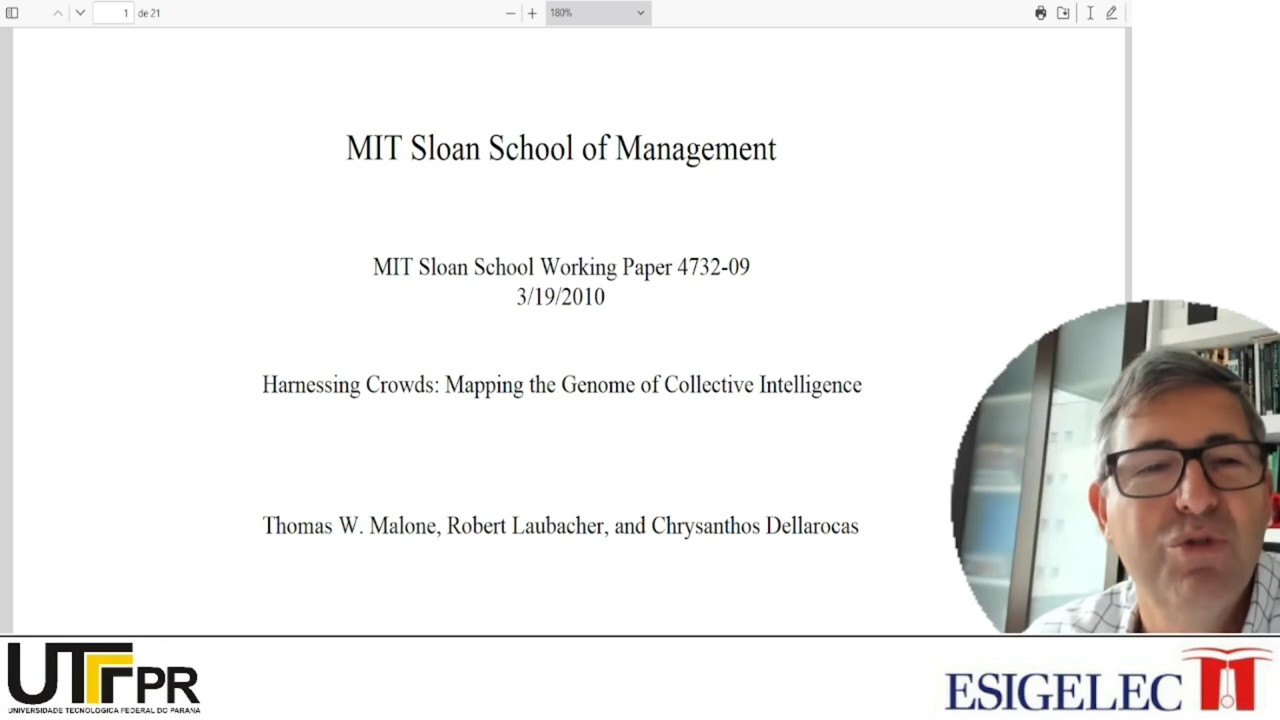 1 de 21
180%
MIT Sloan School of Management
MIT Sloan School Working Paper 4732-09
3/19/2010
Harnessing Crowds: Mapping the Genome of Collective Intelligence
Thomas W. Malone, Robert Laubacher, and Chrysanthos Dellarocas
UTFPR
UNIVERSIDADE TECNOLÓGICA FEDERAL DO PARANÁ
ESIGELEC